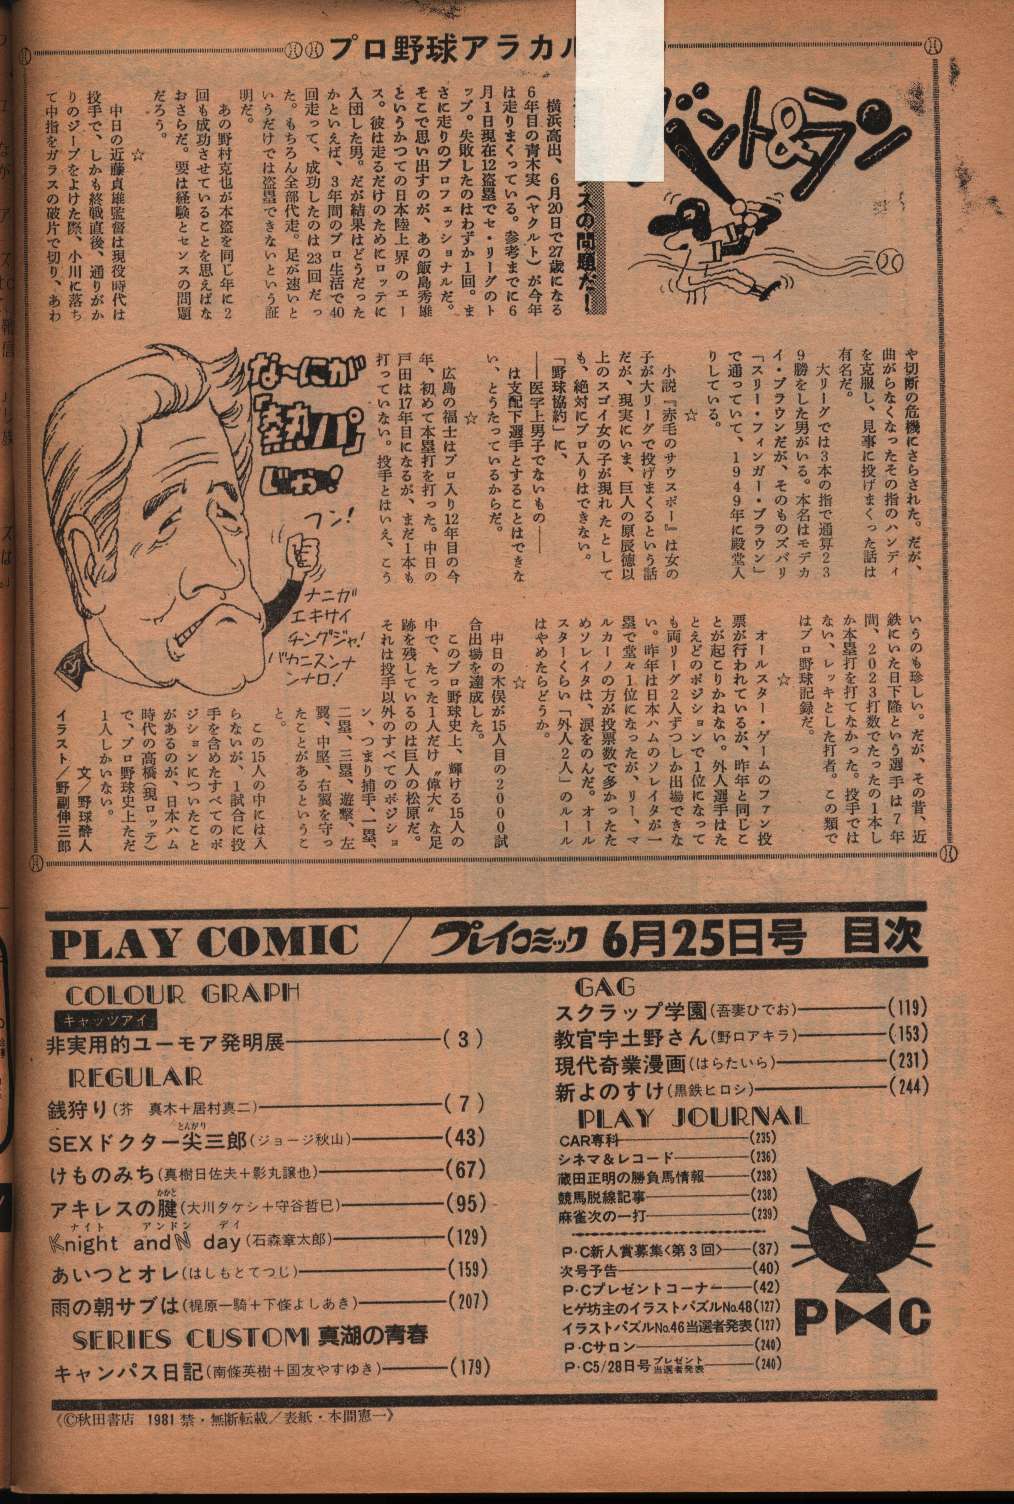 プロ野球アラカル
バント&ラン
スの問題だー
横浜高出、6月20日で27歳になる
6年目の青木実(ヤクルト)が今年
は走りまくっている。参考までに6
月1日現在12盗塁でセ・リーグのト
ップ。失敗したのはわずか1回。ま
さに走りのプロフェッショナルだ。
そこで思い出すのが、あの飯島秀雄
というかつての日本陸上界のエー
ス。彼は走るだけのためにロッテに
入団した男。だが結果はどうだった
かといえば、3年間のプロ生活で40
回走って、成功したのは23回だっ
た。もちろん全部代走。足が速いと
いうだけでは盗塁できないという証
明だ。
あの野村克也が本盗を同じ年に2
回も成功させていることを思えばな
おさらだ。要は経験とセンスの問題
だろう。
☆
中日の近藤貞雄監督は現役時代は
投手で、しかも終戦直後、通りがか
りのジープをよけた際、小川に落ち
て中指をガラスの破片で切り、あわ
や切断の危機にさらされた。だが、
曲がらなくなったその指のハンディ
を克服し、見事に投げまくった話は
有名だ。
大リーグでは3本の指で通算23
9勝をした男がいる。本名はモデカ
イ・ブラウンだが、そのものズバリ
「スリー・フィンガー・ブラウン」
で通っていて、1949年に殿堂入
りしている。
☆
小説『赤毛のサウスポー』は女の
子が大リーグで投げまくるという話
だが、現実にいま、巨人の原辰徳以
上のスゴイ女の子が現れたとして
も、絶対にプロ入りはできない。
「野球協約」に、
――医学上男子でないもの――
は支配下選手とすることはできな
い、とうたっているからだ。
☆
広島の福士はプロ入り12年目の今
年、初めて本塁打を打った。中日の
戸田は17年目になるが、まだ1本も
打っていない。投手とはいえ、こう
な〜にが
「熱パ」
じゃ!
フン!
ナニガ
エキサイ
チングジャ!
バカニスンナ
ンナロ!
いうのも珍しい。だが、その昔、近
鉄にいた日下隆という選手は7年
間、2023打数でたったの1本し
か本塁打を打てなかった。投手では
ない、レッキとした打者。この類で
はプロ野球記録だ。
☆
オールスター・ゲームのファン投
票が行われているが、昨年と同じこ
とが起こりかねない。外人選手はた
とえどのポジションで1位になって
も両リーグ2人ずつしか出場できな
い。昨年は日本ハムのソレイタが一
塁で堂々1位になったが、リー、マ
ルカーノの方が投票数で多かったた
めソレイタは、涙をのんだ。オール
スターくらい「外人2人」のルール
はやめたらどうか。
☆
中日の木俣が15人目の2000試
合出場を達成した。
このプロ野球史上、輝ける15人の
中で、たった1人だけ〝偉大〟な足
跡を残しているのは巨人の松原だ。
それは投手以外のすべてのポジショ
ン、つまり捕手、一塁、
二塁、三塁、遊撃、左
翼、中堅、右翼を守っ
たことがあるというこ
と。
この15人の中には入
らないが、1試合に投
手を含めたすべてのポ
ジションについたこと
があるのが、日本ハム
時代の高橋(現ロッテ)
で、プロ野球史上ただ
1人しかいない。
文/野球酔人
イラスト/野副伸三郎
PLAY COMIC / プレイコミック 6月25日号 目次
COLOUR GRAPH
キャッツアイ
非実用的ユーモア発明展――(3)
REGULAR
銭狩り(芥 真木+居村真二)――(7)
SEXドクター尖三郎(ジョージ秋山)――(43)
とんがり
けものみち(真樹日佐夫+影丸譲也)――(67)
アキレスの腱(大川タケシ+守谷哲巳)――(95)
かかと
Knight and N day(石森章太郎)――(129)
ナイト アンドン デイ
あいつとオレ(はしもとてつじ)――(159)
雨の朝サブは(梶原一騎+下條よしあき)――(207)
SERIES CUSTOM 真湖の青春
キャンパス日記(南條英樹+国友やすゆき)――(179)
GAG
スクラップ学園(吾妻ひでお)――(119)
教官宇土野さん(野口アキラ)――(153)
現代奇業漫画(はらたいら)――(231)
新よのすけ(黒鉄ヒロシ)――(244)
PLAY JOURNAL
CAR専科――(235)
シネマ&レコード――(236)
蔵田正明の勝負馬情報――(238)
競馬脱線記事――(238)
麻雀次の一打――(239)
P・C新人賞募集〈第3回〉――(37)
次号予告――(40)
P・Cプレゼントコーナー――(42)
ヒゲ坊主のイラストパズルNo.48(127)
イラストパズルNo.46当選者発表(127)
P・Cサロン――(240)
P・C5/28日号プレゼント当選者発表――(240)
P C
《©秋田書店 1981 禁・無断転載/表紙・本間憲一》